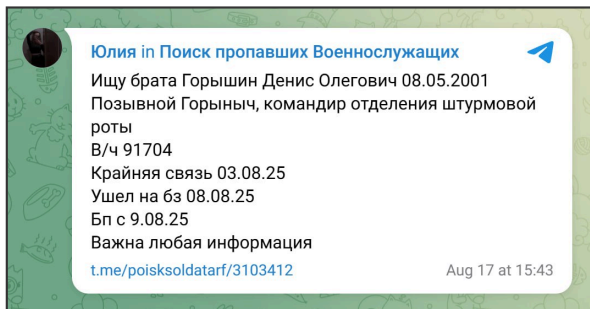 Юлия in Поиск пропавших Военнослужащих
Ищу брата Горышин Денис Олегович 08.05.2001
Позывной Горыныч, командир отделения штурмовой
роты
В/ч 91704
Крайняя связь 03.08.25
Ушел на бз 08.08.25
Бп с 9.08.25
Важна любая информация
t.me/poisksoldatarf/3103412 Aug 17 at 15:43